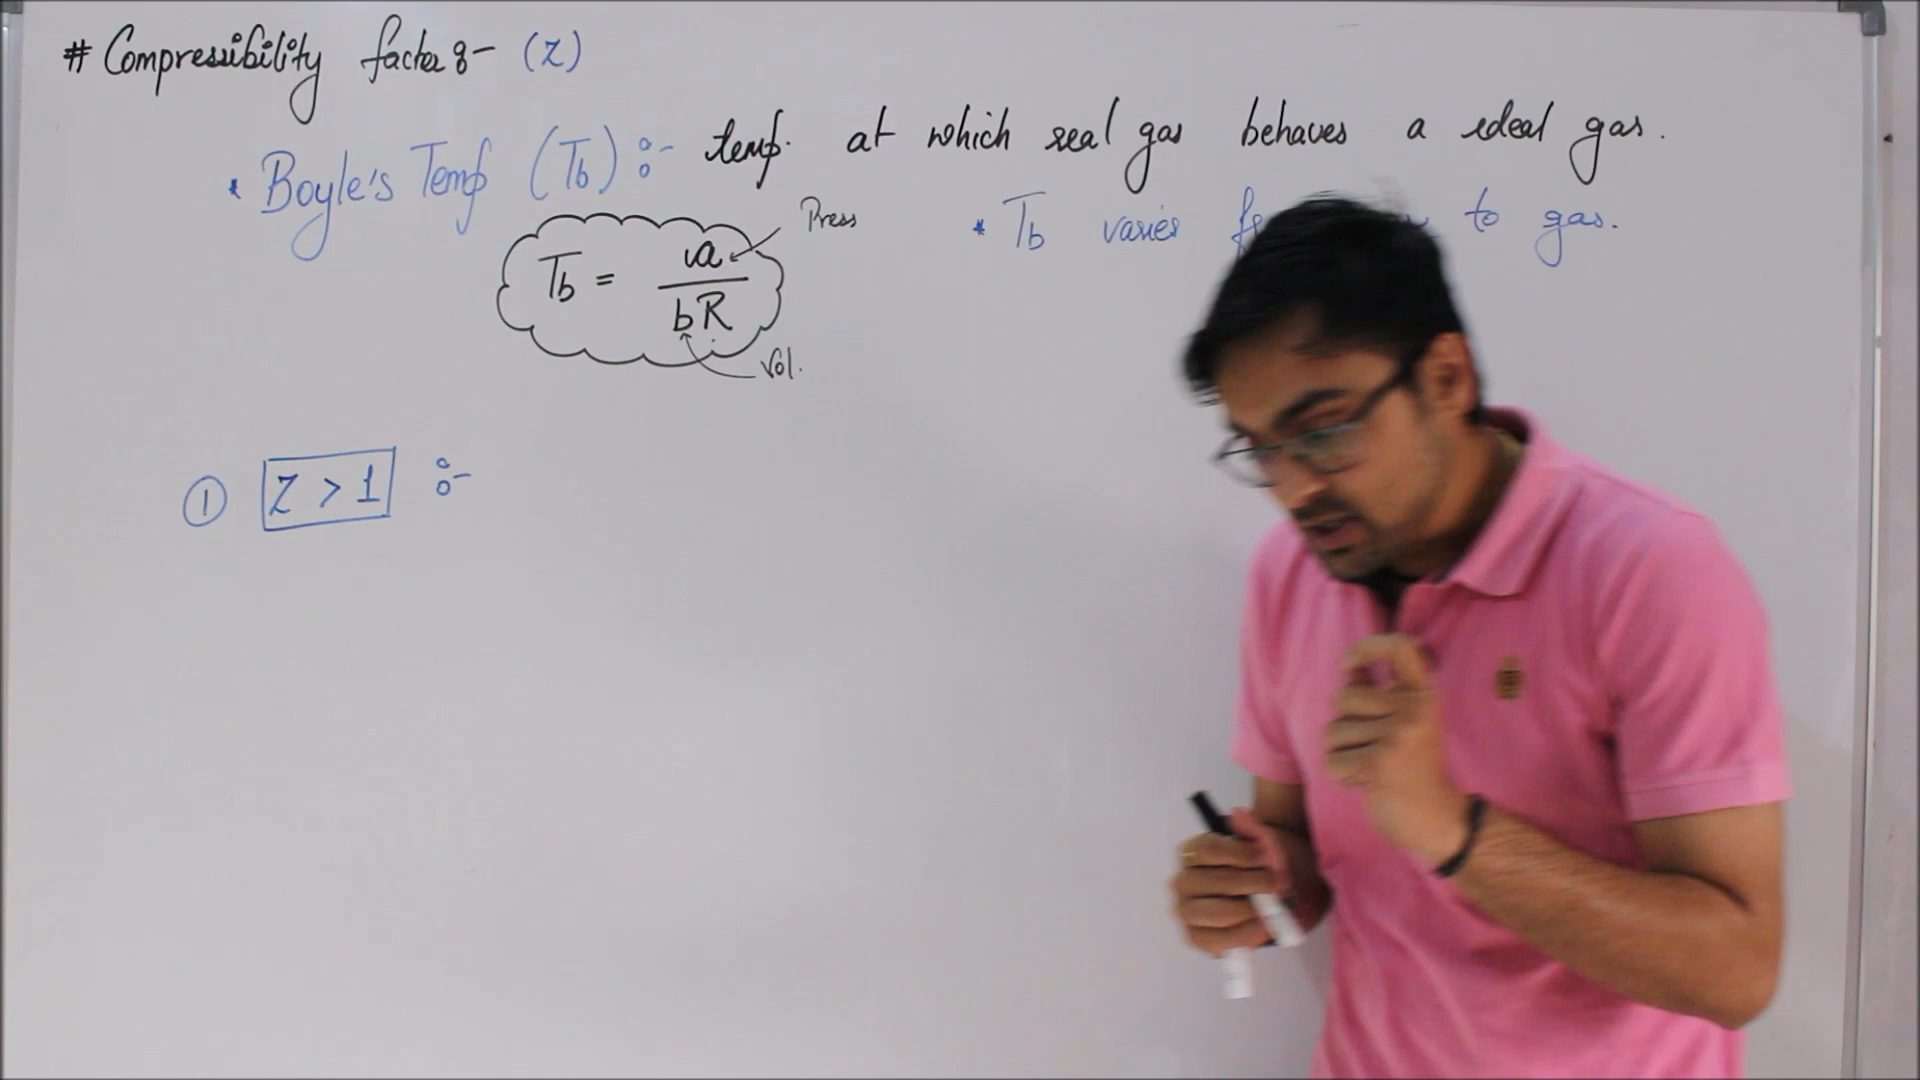 # Compressibility factor :- (Z)
* Boyle's Temp (Tb) :- temp. at which real gas behaves a ideal gas.
Press
* Tb varies to gas.
Tb = a / bR
Vol.
① Z > 1 :-